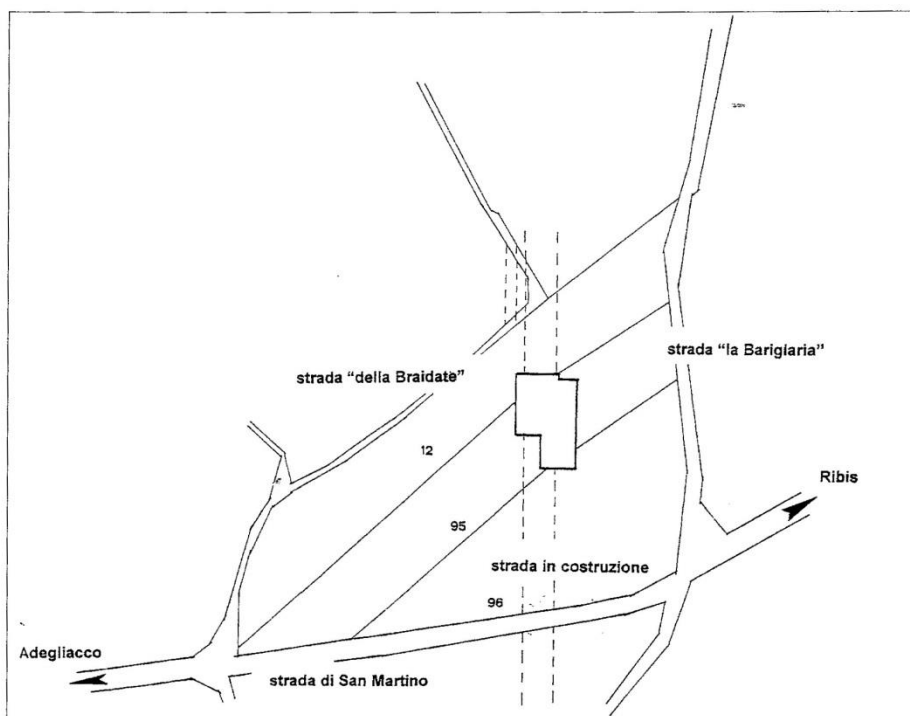 strada "la Barigiaria"
strada "della Braidate"
12
Ribis
95
strada in costruzione
96
Adegliacco
strada di San Martino